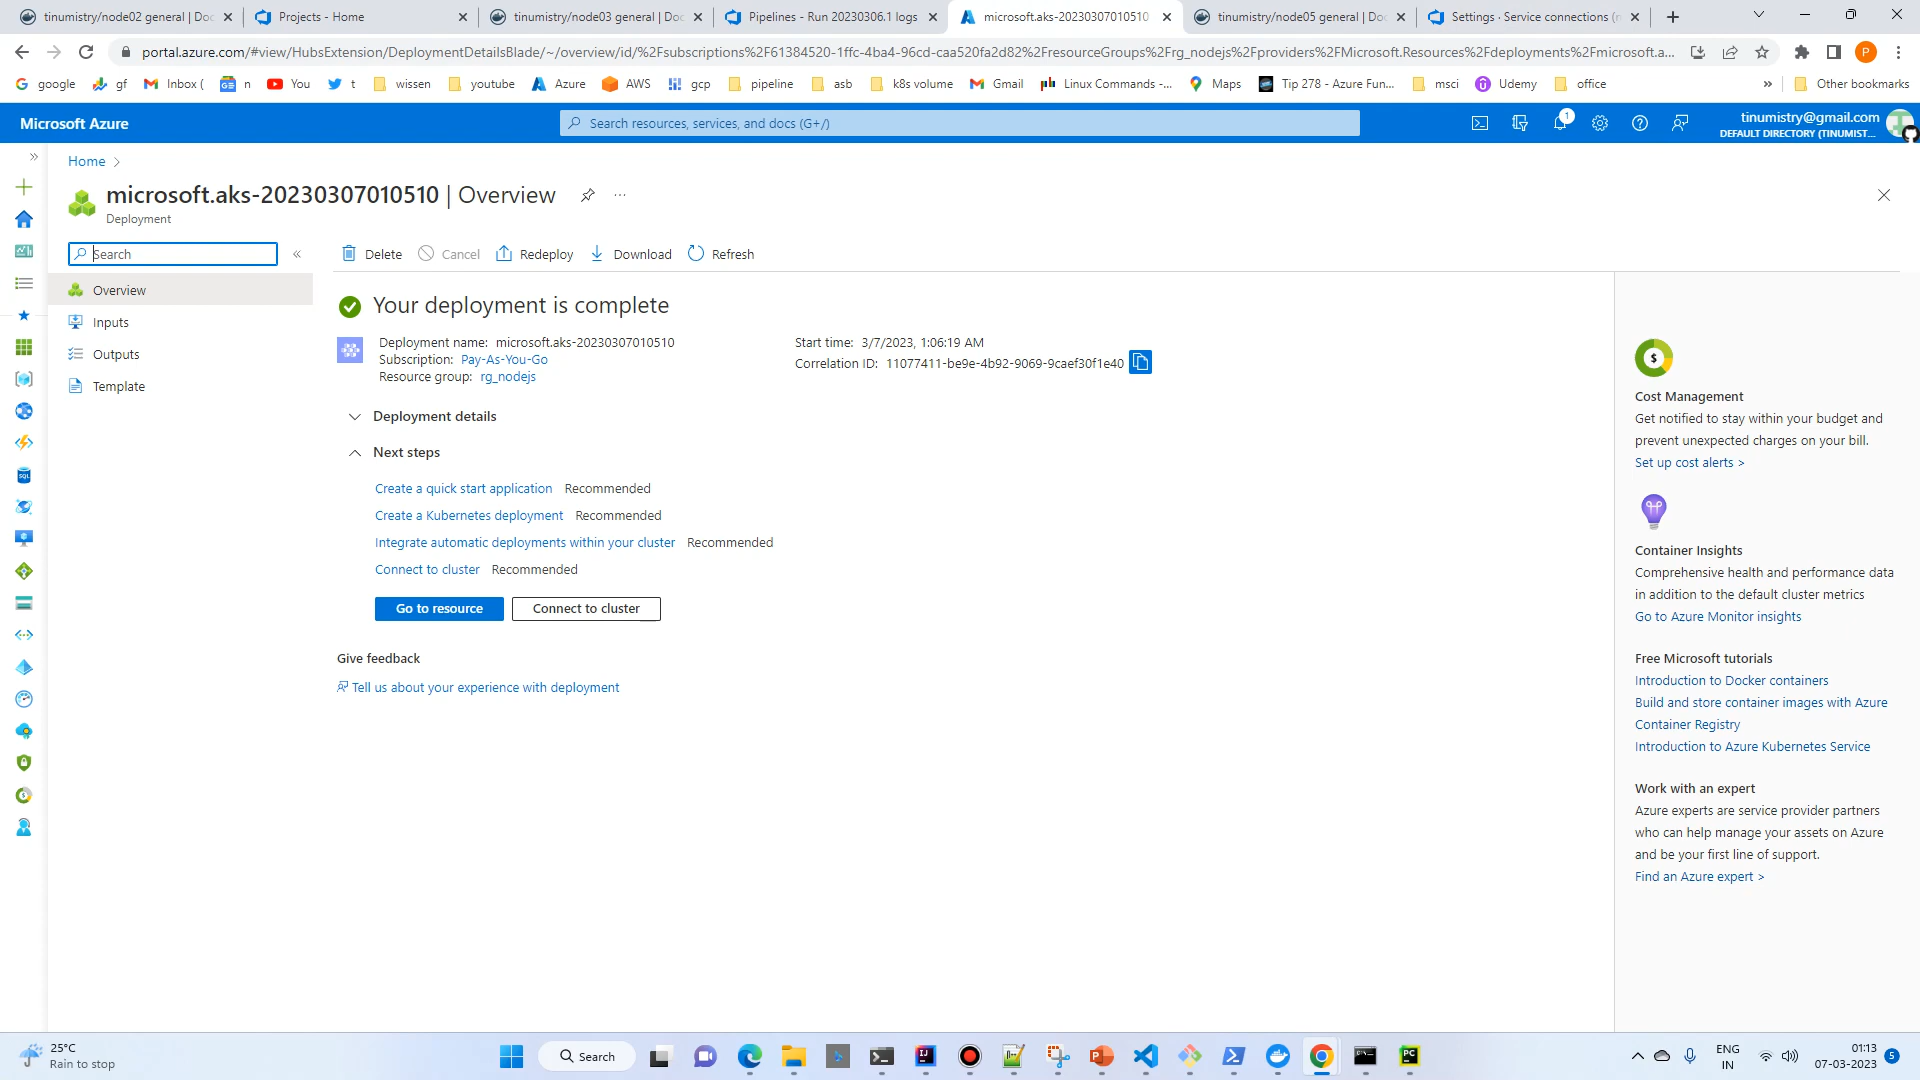 tinumistry/node02 general | Doc
Projects - Home
tinumistry/node03 general | Doc
Pipelines - Run 20230306.1 logs
microsoft.aks-20230307010510
tinumistry/node05 general | Doc
Settings · Service connections (n
portal.azure.com/#view/HubsExtension/DeploymentDetailsBlade/~/overview/id/%2Fsubscriptions%2F61384520-1ffc-4ba4-96cd-caa520fa2d82%2FresourceGroups%2Frg_nodejs%2Fproviders%2FMicrosoft.Resources%2Fdeployments%2Fmicrosoft.a...
P
google
gf
Inbox (
n
You
t
wissen
youtube
Azure
AWS
gcp
pipeline
asb
k8s volume
Gmail
Linux Commands -...
Maps
Tip 278 - Azure Fun...
msci
Udemy
office
»
Other bookmarks
Microsoft Azure
Search resources, services, and docs (G+/)
1
tinumistry@gmail.com
DEFAULT DIRECTORY (TINUMIST...
Home
microsoft.aks-20230307010510 | Overview
Deployment
Search
Delete
Cancel
Redeploy
Download
Refresh
Overview
Inputs
Outputs
Template
Your deployment is complete
Deployment name: microsoft.aks-20230307010510
Subscription: Pay-As-You-Go
Resource group: rg_nodejs
Start time: 3/7/2023, 1:06:19 AM
Correlation ID: 11077411-be9e-4b92-9069-9caef30f1e40
Deployment details
Next steps
Create a quick start application Recommended
Create a Kubernetes deployment Recommended
Integrate automatic deployments within your cluster Recommended
Connect to cluster Recommended
Go to resource
Connect to cluster
Give feedback
Tell us about your experience with deployment
Cost Management
Get notified to stay within your budget and
prevent unexpected charges on your bill.
Set up cost alerts >
Container Insights
Comprehensive health and performance data
in addition to the default cluster metrics
Go to Azure Monitor insights
Free Microsoft tutorials
Introduction to Docker containers
Build and store container images with Azure
Container Registry
Introduction to Azure Kubernetes Service
Work with an expert
Azure experts are service provider partners
who can help manage your assets on Azure
and be your first line of support.
Find an Azure expert >
25°C
Rain to stop
Search
ENG
IN
01:13
07-03-2023
5